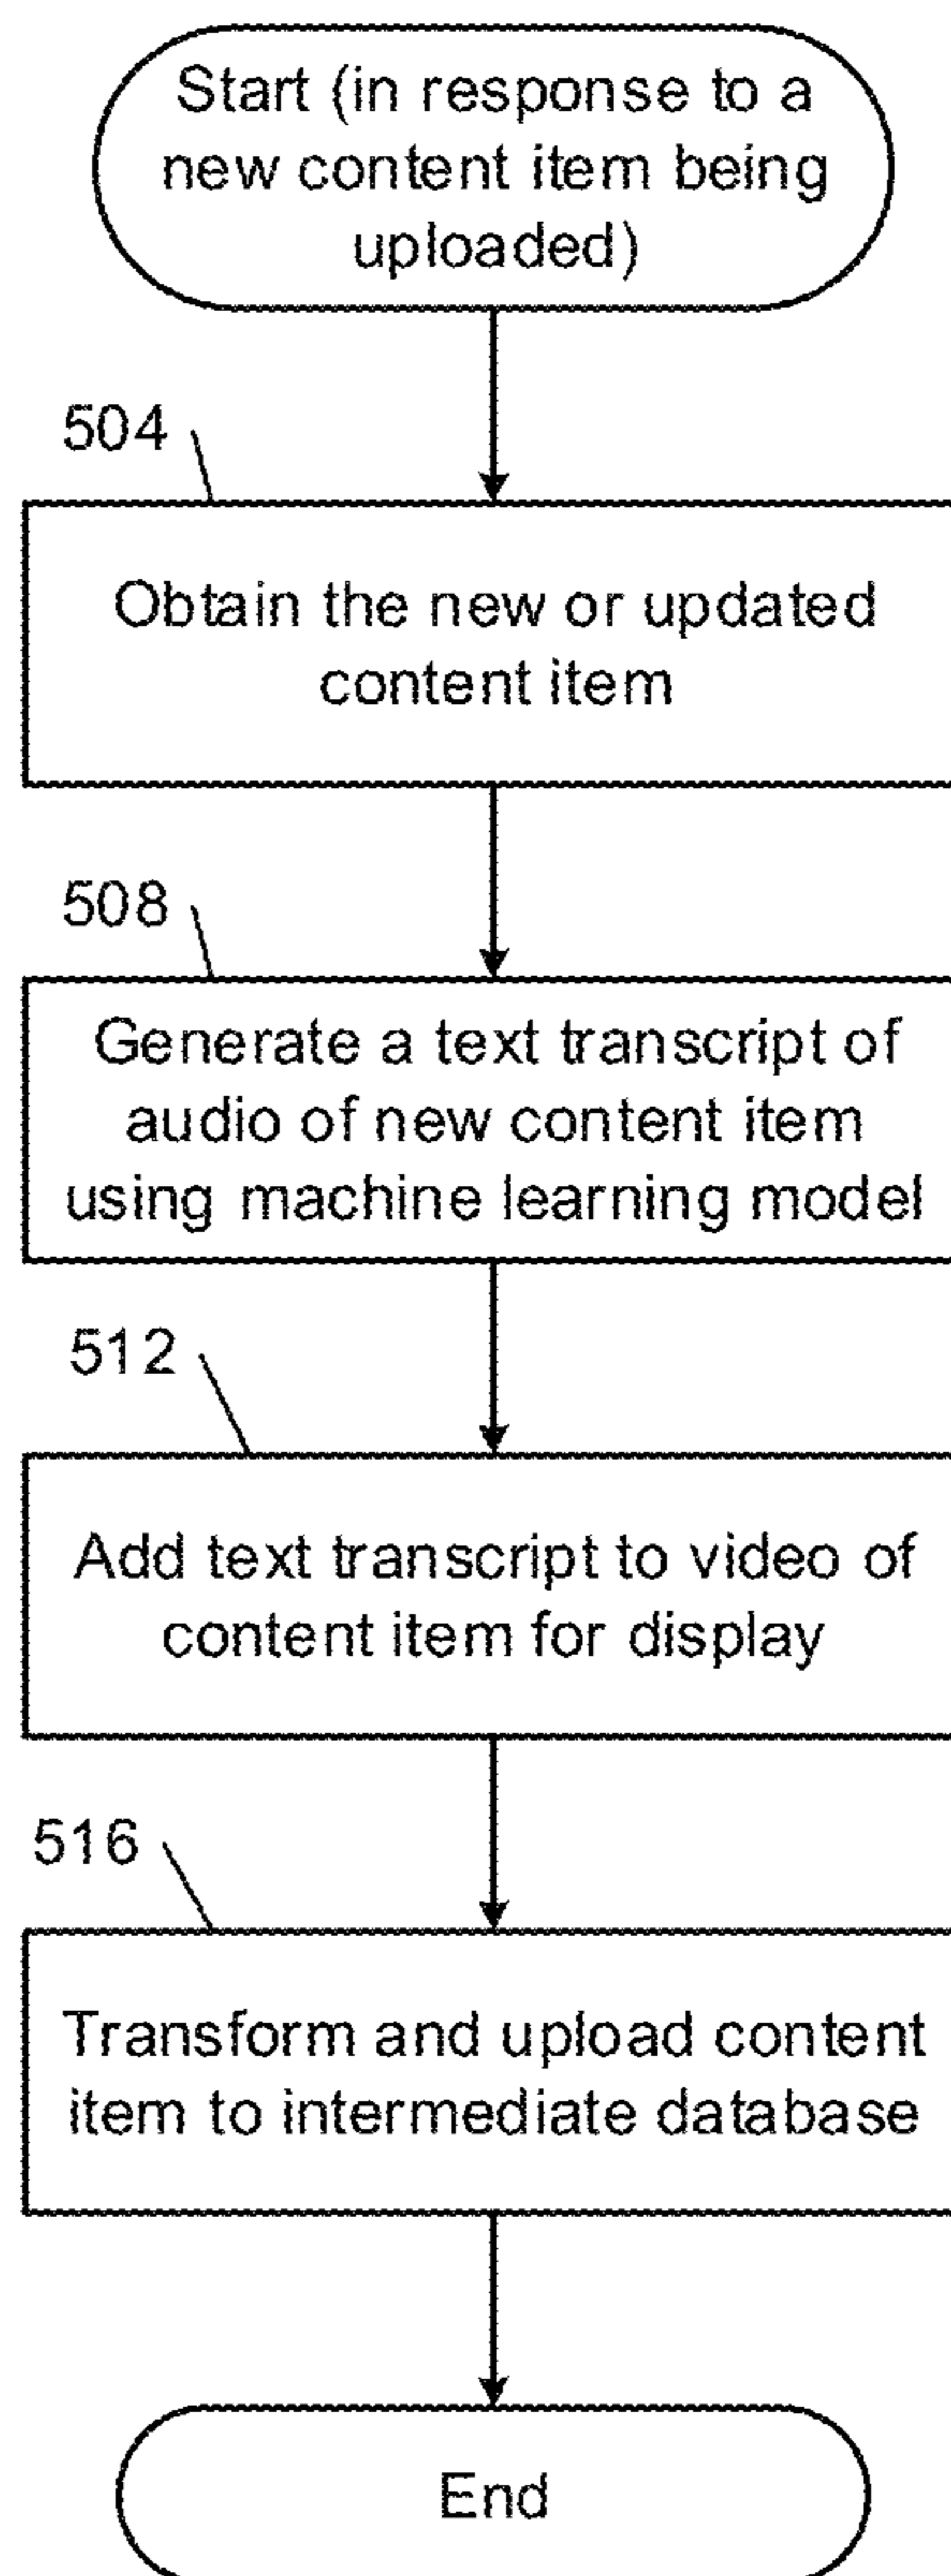 Start (in response to a
new content item being
uploaded)
504
Obtain the new or updated
content item
508
Generate a text transcript of
audio of new content item
using machine learning model
512
Add text transcript to video of
content item for display
516
Transform and upload content
item to intermediate database
End